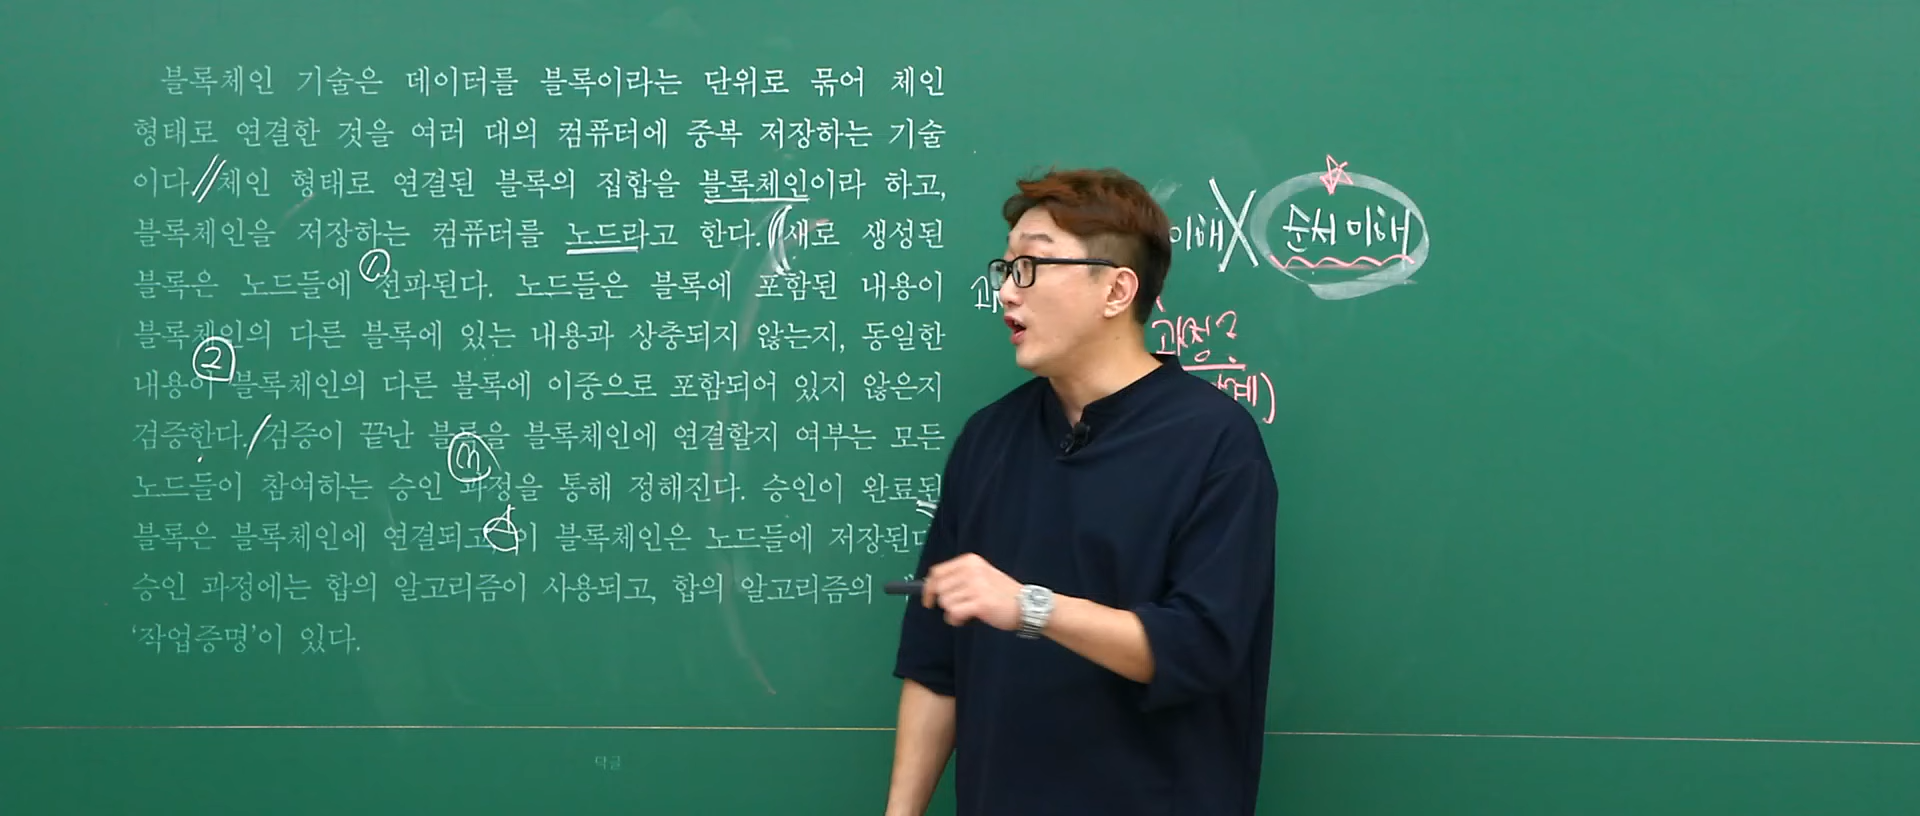 블록체인 기술은 데이터를 블록이라는 단위로 묶어 체인
형태로 연결한 것을 여러 대의 컴퓨터에 중복 저장하는 기술
이다. 체인 형태로 연결된 블록의 집합을 블록체인이라 하고,
블록체인을 저장하는 컴퓨터를 노드라고 한다. 새로 생성된
①
블록은 노드들에 전파된다. 노드들은 블록에 포함된 내용이
블록체인의 다른 블록에 있는 내용과 상충되지 않는지, 동일한
②
내용이 블록체인의 다른 블록에 이중으로 포함되어 있지 않은지
검증한다. 검증이 끝난 블록을 블록체인에 연결할지 여부는 모든
③
노드들이 참여하는 승인 과정을 통해 정해진다. 승인이 완료된
④
블록은 블록체인에 연결되고, 이 블록체인은 노드들에 저장된다
승인 과정에는 합의 알고리즘이 사용되고, 합의 알고리즘의
‘작업증명’이 있다.
이해 X 순서 이해
과정?